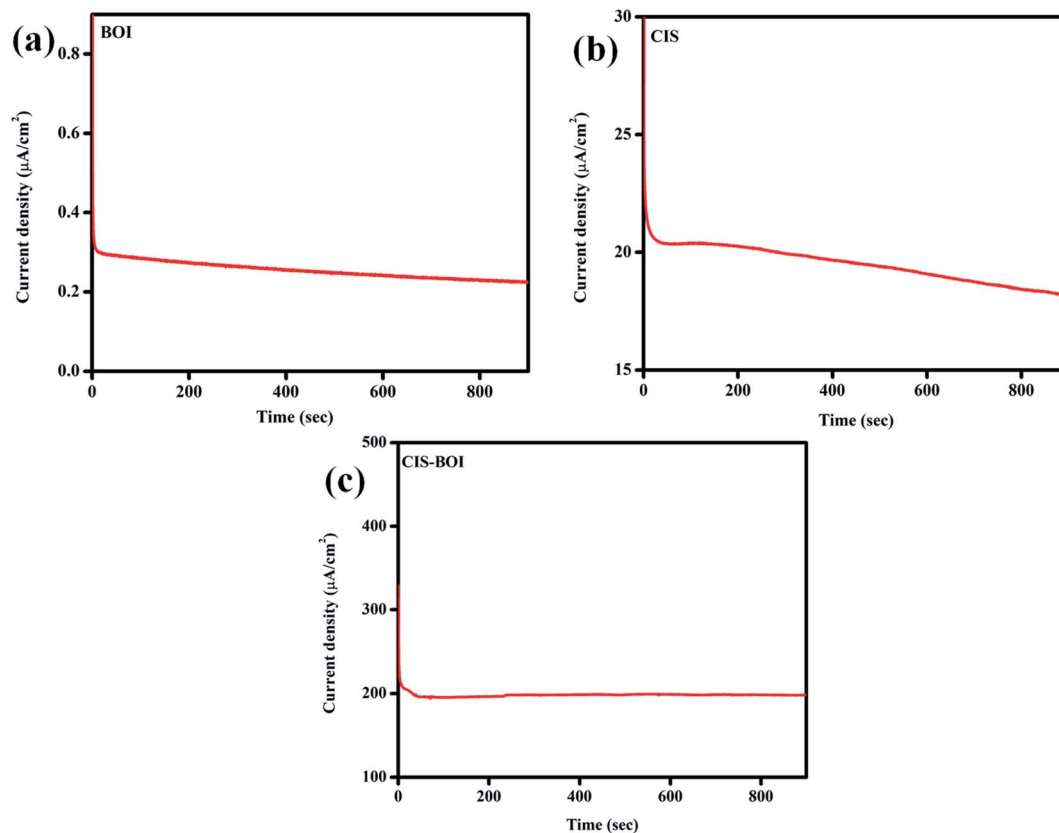 (a)
BOI
Current density (μA/cm²)
0.8
0.6
0.4
0.2
0.0
0 200 400 600 800
Time (sec)
(b)
CIS
Current density (μA/cm²)
30
25
20
15
0 200 400 600 800
Time (sec)
(c)
CIS-BOI
Current density (μA/cm²)
500
400
300
200
100
0 200 400 600 800
Time (sec)